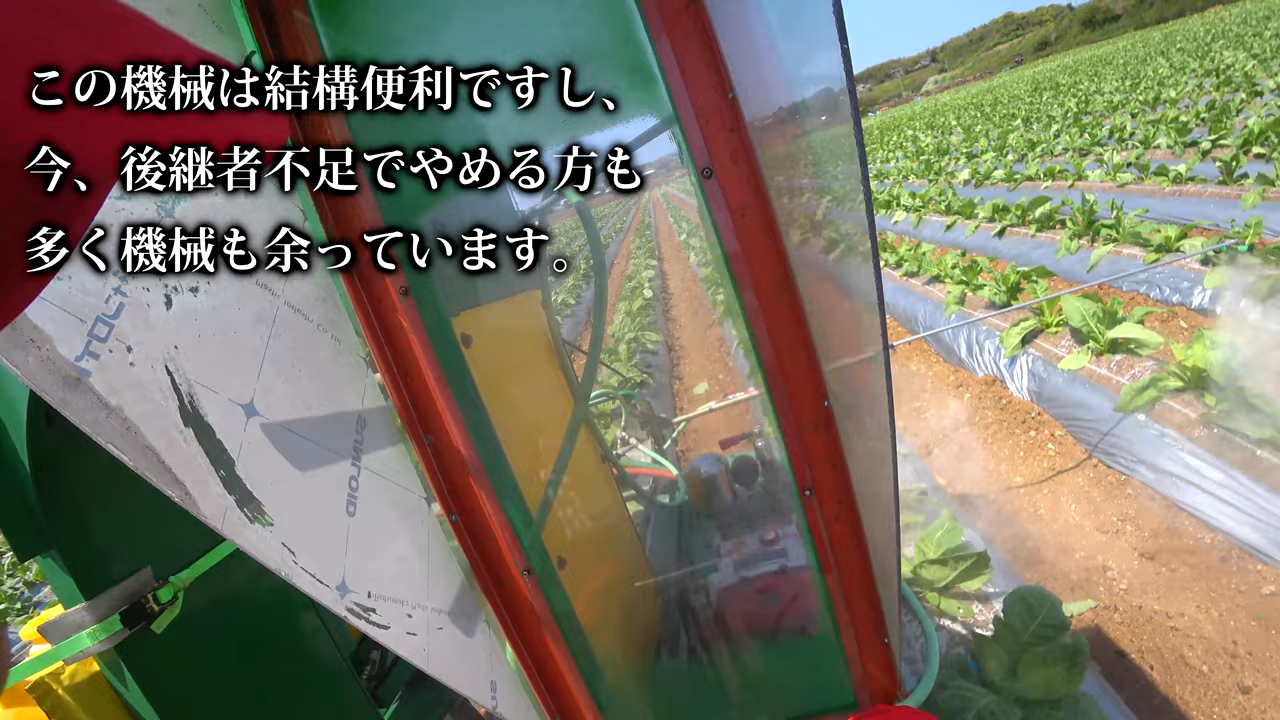 この機械は結構便利ですし、
今、後継者不足でやめる方も
多く機械も余っています。
SUNLOID